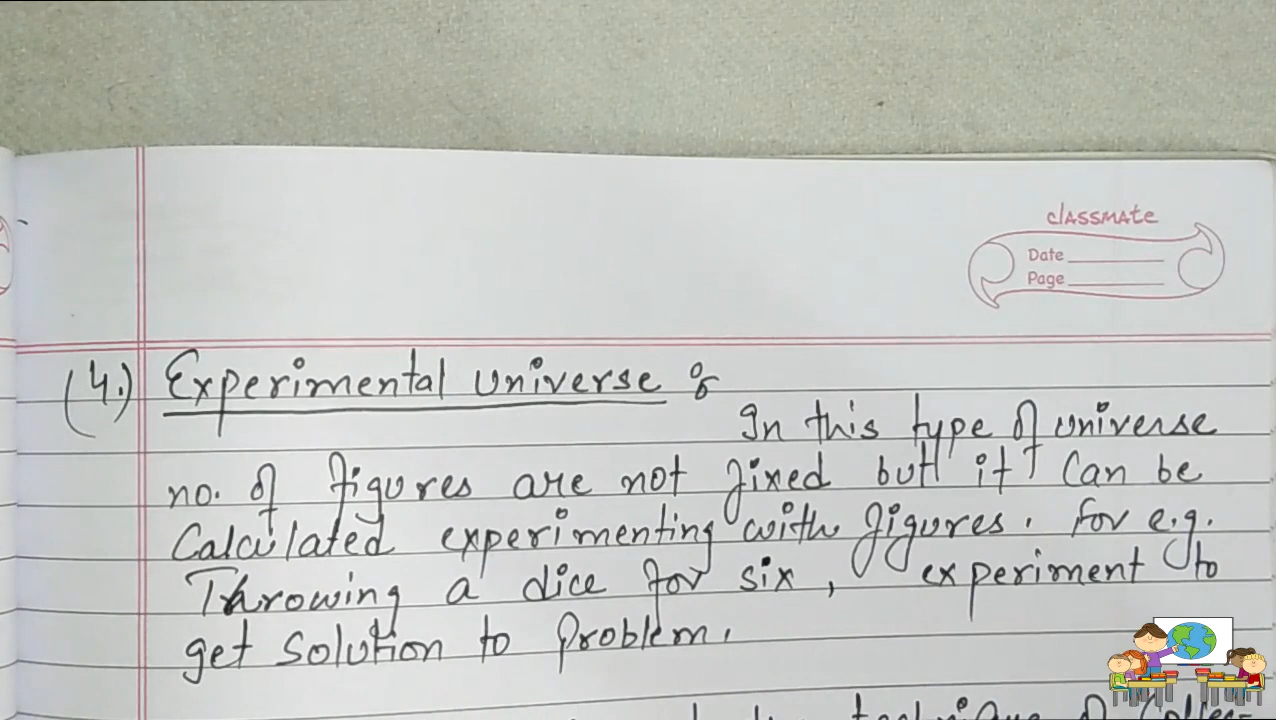 classmate
Date
Page
(4.) Experimental Universe :
In this type of universe
no. of figures are not fixed but it can be
Calculated experimenting with figures. For e.g.
Throwing a dice for six, experiment to
get solution to problem.